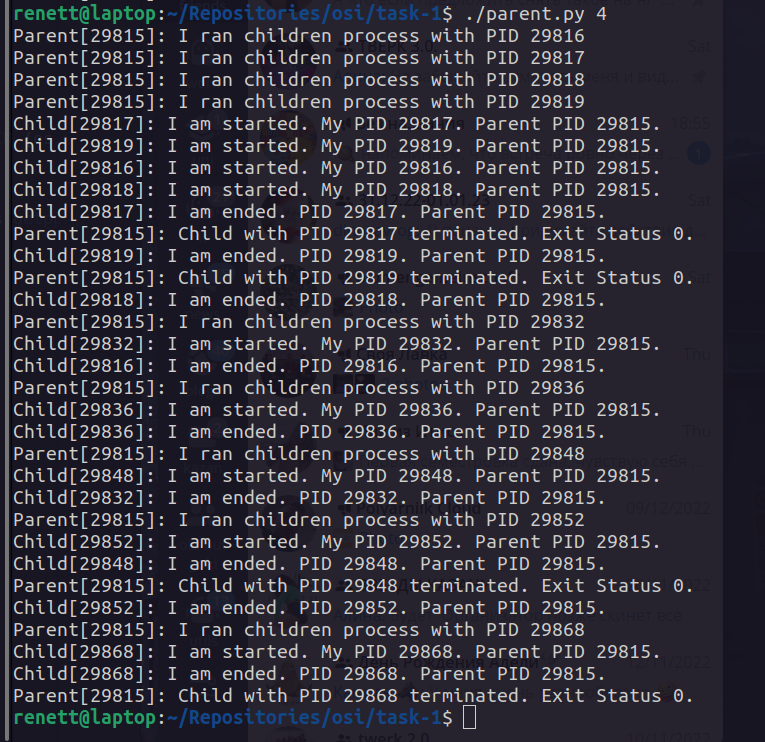 renett@laptop:~/Repositories/osi/task-1$ ./parent.py 4
Parent[29815]: I ran children process with PID 29816
Parent[29815]: I ran children process with PID 29817
Parent[29815]: I ran children process with PID 29818
Parent[29815]: I ran children process with PID 29819
Child[29817]: I am started. My PID 29817. Parent PID 29815.
Child[29819]: I am started. My PID 29819. Parent PID 29815.
Child[29816]: I am started. My PID 29816. Parent PID 29815.
Child[29818]: I am started. My PID 29818. Parent PID 29815.
Child[29817]: I am ended. PID 29817. Parent PID 29815.
Parent[29815]: Child with PID 29817 terminated. Exit Status 0.
Child[29819]: I am ended. PID 29819. Parent PID 29815.
Parent[29815]: Child with PID 29819 terminated. Exit Status 0.
Child[29818]: I am ended. PID 29818. Parent PID 29815.
Parent[29815]: I ran children process with PID 29832
Child[29832]: I am started. My PID 29832. Parent PID 29815.
Child[29816]: I am ended. PID 29816. Parent PID 29815.
Parent[29815]: I ran children process with PID 29836
Child[29836]: I am started. My PID 29836. Parent PID 29815.
Child[29836]: I am ended. PID 29836. Parent PID 29815.
Parent[29815]: I ran children process with PID 29848
Child[29848]: I am started. My PID 29848. Parent PID 29815.
Child[29832]: I am ended. PID 29832. Parent PID 29815.
Parent[29815]: I ran children process with PID 29852
Child[29852]: I am started. My PID 29852. Parent PID 29815.
Child[29848]: I am ended. PID 29848. Parent PID 29815.
Parent[29815]: Child with PID 29848 terminated. Exit Status 0.
Child[29852]: I am ended. PID 29852. Parent PID 29815.
Parent[29815]: I ran children process with PID 29868
Child[29868]: I am started. My PID 29868. Parent PID 29815.
Child[29868]: I am ended. PID 29868. Parent PID 29815.
Parent[29815]: Child with PID 29868 terminated. Exit Status 0.
renett@laptop:~/Repositories/osi/task-1$